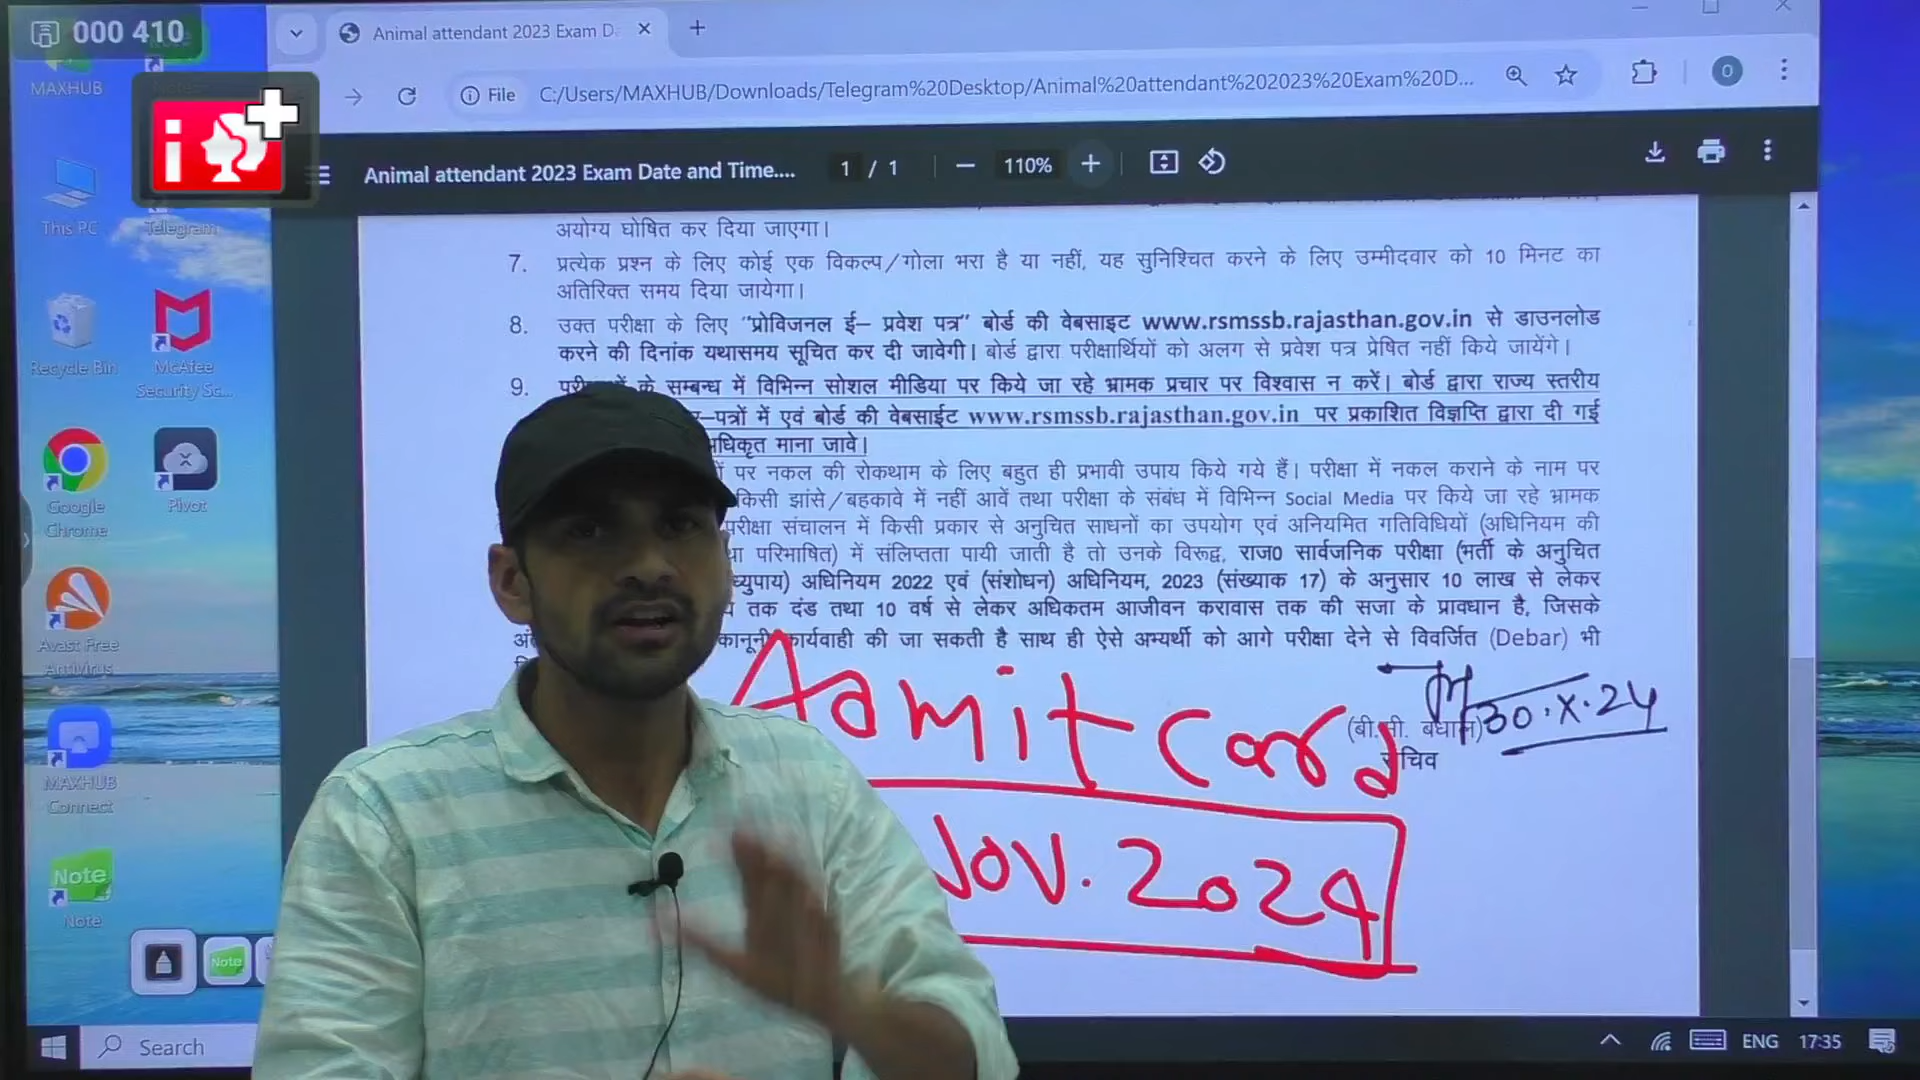 000 410
Animal attendant 2023 Exam D
File C:/Users/MAXHUB/Downloads/Telegram%20Desktop/Animal%20attendant%202023%20Exam%20D...
O
Animal attendant 2023 Exam Date and Time.... 1 / 1 110%
MAXHUB
This PC
Telegram
Recycle Bin
McAfee
Security Sc...
Google
Chrome
Pivot
Avast Free
Antivirus
MAXHUB
Connect
Note
Note
Note
अयोग्य घोषित कर दिया जाएगा।
7. प्रत्येक प्रश्न के लिए कोई एक विकल्प/गोला भरा है या नहीं, यह सुनिश्चित करने के लिए उम्मीदवार को 10 मिनट का
अतिरिक्त समय दिया जायेगा।
8. उक्त परीक्षा के लिए "प्रोविजनल ई– प्रवेश पत्र" बोर्ड की वेबसाइट www.rsmssb.rajasthan.gov.in से डाउनलोड
करने की दिनांक यथासमय सूचित कर दी जावेगी। बोर्ड द्वारा परीक्षार्थियों को अलग से प्रवेश पत्र प्रेषित नहीं किये जायेंगे।
9. के सम्बन्ध में विभिन्न सोशल मीडिया पर किये जा रहे भ्रामक प्रचार पर विश्वास न करें। बोर्ड द्वारा राज्य स्तरीय
–पत्रों में एवं बोर्ड की वेबसाईट www.rsmssb.rajasthan.gov.in पर प्रकाशित विज्ञप्ति द्वारा दी गई
माना जावे।
पर नकल की रोकथाम के लिए बहुत ही प्रभावी उपाय किये गये हैं। परीक्षा में नकल कराने के नाम पर
किसी झांसे/बहकावे में नहीं आवें तथा परीक्षा के संबंध में विभिन्न Social Media पर किये जा रहे भ्रामक
परीक्षा संचालन में किसी प्रकार से अनुचित साधनों का उपयोग एवं अनियमित गतिविधियों (अधिनियम की
परिभाषित) में संलिप्तता पायी जाती है तो उनके विरूद्व, राज0 सार्वजनिक परीक्षा (भर्ती के अनुचित
अधिनियम 2022 एवं (संशोधन) अधिनियम, 2023 (संख्याक 17) के अनुसार 10 लाख से लेकर
तक दंड तथा 10 वर्ष से लेकर अधिकतम आजीवन करावास तक की सजा के प्रावधान है, जिसके
कानूनी कार्यवाही की जा सकती है साथ ही ऐसे अभ्यर्थी को आगे परीक्षा देने से विवर्जित (Debar) भी
Admit Card
30.X.24
सचिव
Nov. 2024
Search
ENG 17:35